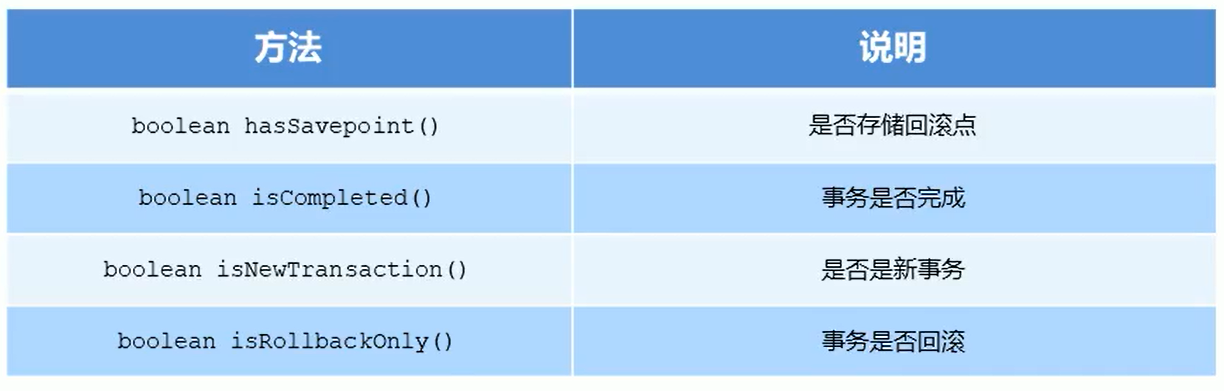 方法 说明
boolean hasSavepoint() 是否存储回滚点
boolean isCompleted() 事务是否完成
boolean isNewTransaction() 是否是新事务
boolean isRollbackOnly() 事务是否回滚